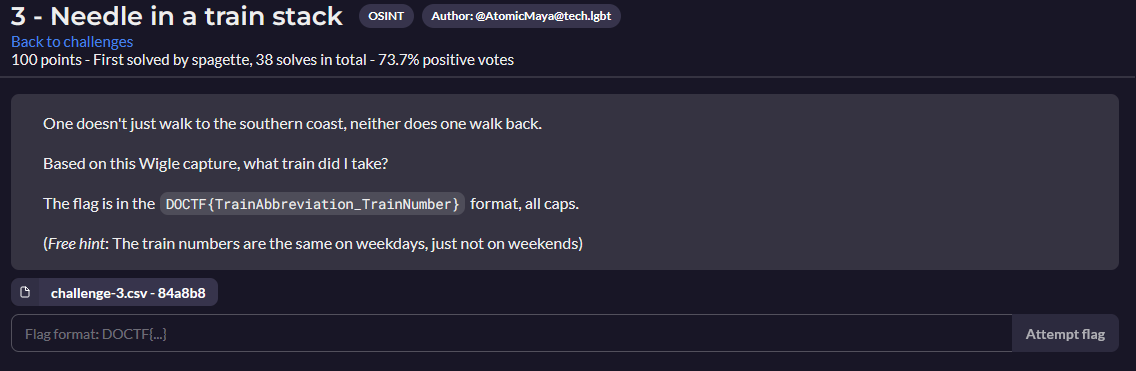 3 - Needle in a train stack OSINT Author: @AtomicMaya@tech.lgbt
Back to challenges
100 points - First solved by spagette, 38 solves in total - 73.7% positive votes
One doesn't just walk to the southern coast, neither does one walk back.
Based on this Wigle capture, what train did I take?
The flag is in the DOCTF{TrainAbbreviation_TrainNumber} format, all caps.
(Free hint: The train numbers are the same on weekdays, just not on weekends)
challenge-3.csv - 84a8b8
Flag format: DOCTF{...} Attempt flag